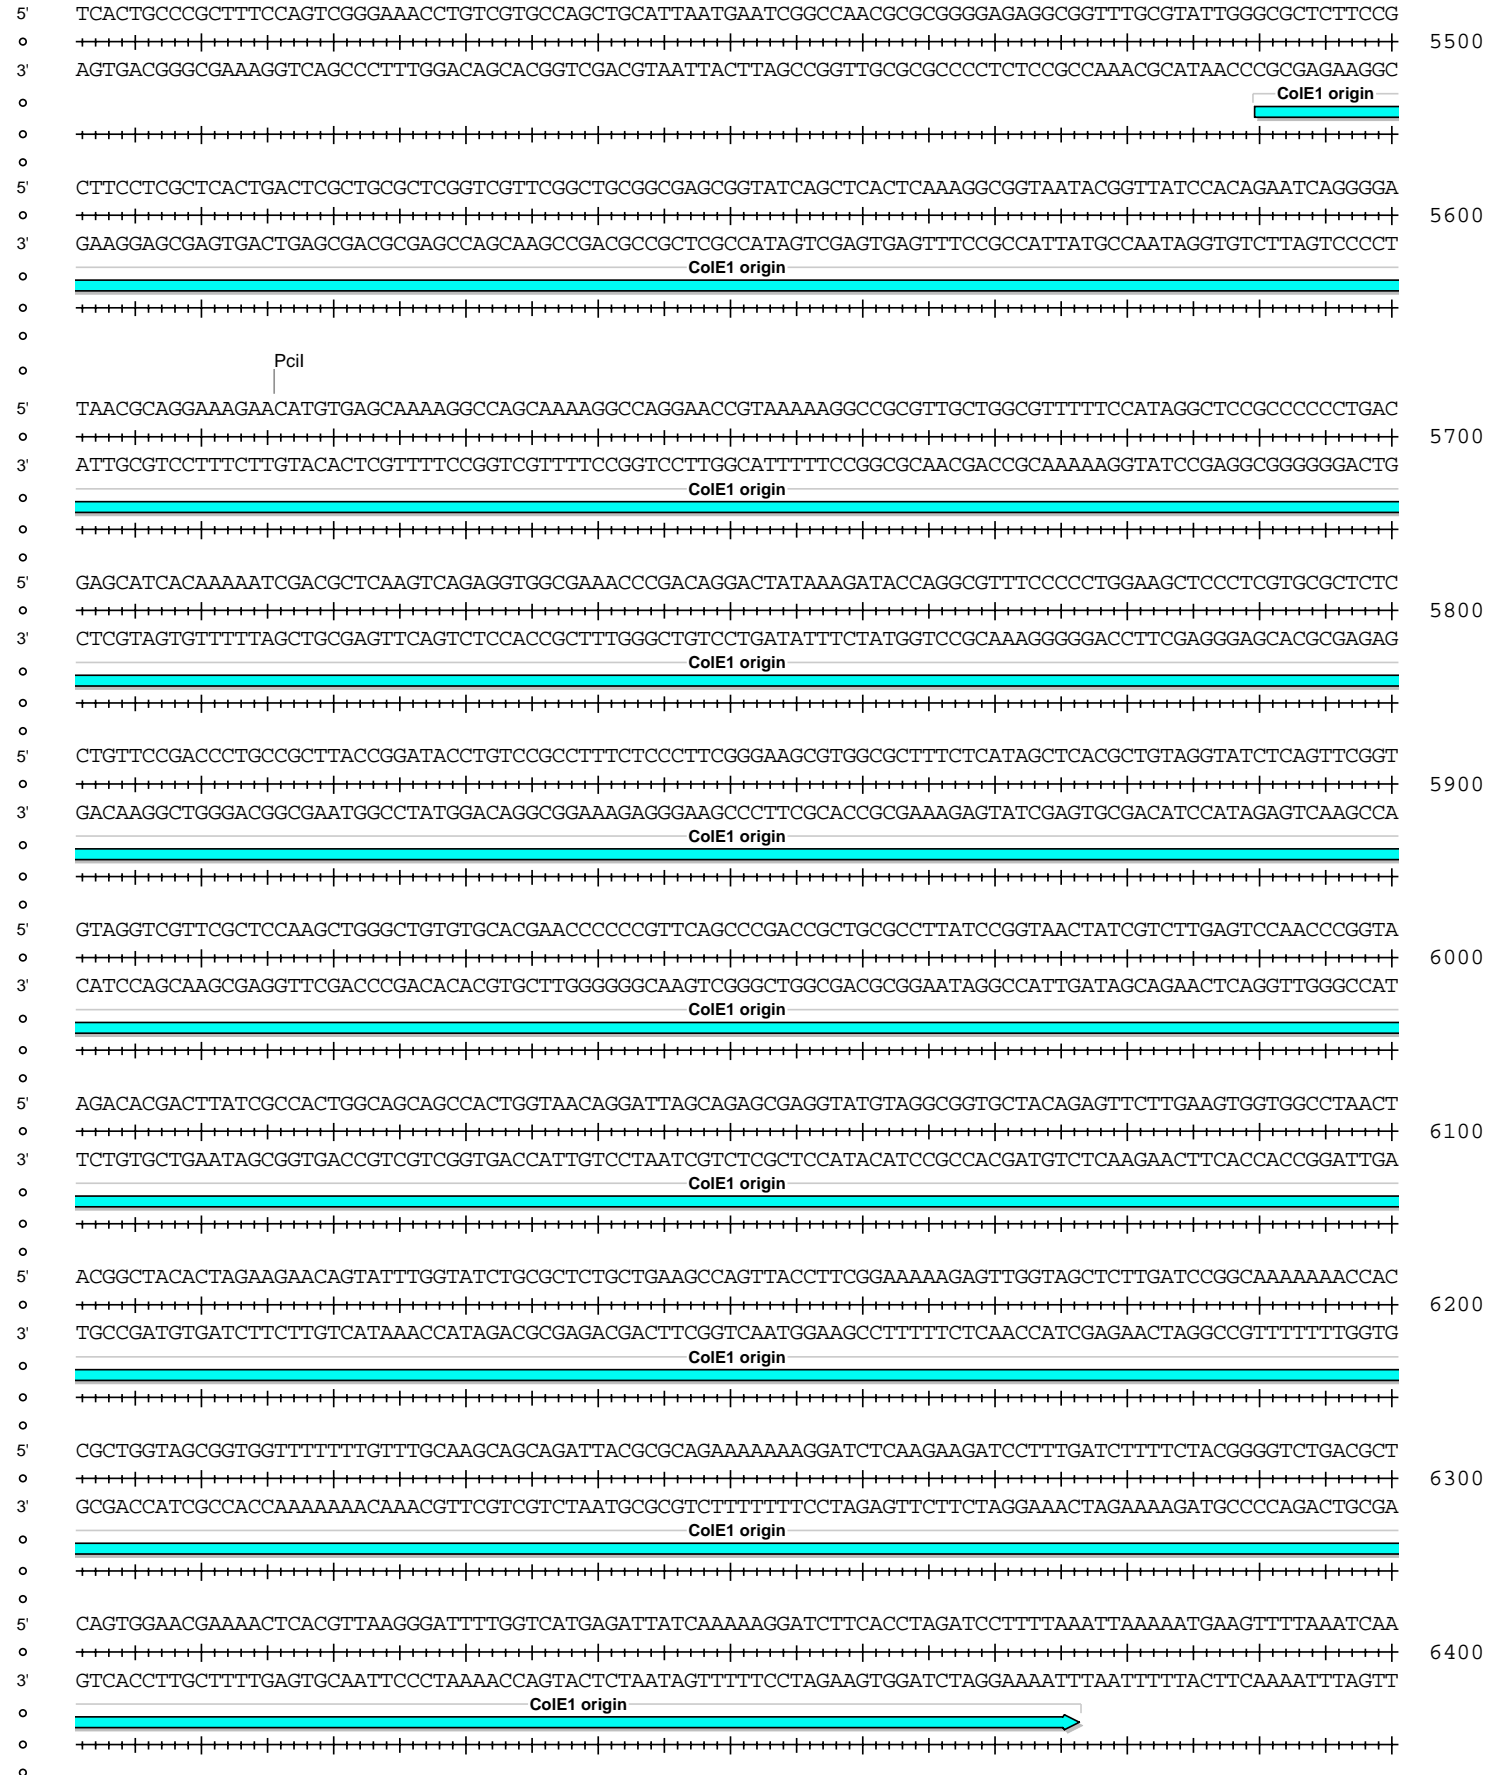 5' TCACTGCCCGCTTTCCAGTCGGGAAACCTGTCGTGCCAGCTGCATTAATGAATCGGCCAACGCGCGGGGAGAGGCGGTTTGCGTATTGGGCGCTCTTCCG
5500
3' AGTGACGGGCGAAAGGTCAGCCCTTTGGACAGCACGGTCGACGTAATTACTTAGCCGGTTGCGCGCCCCTCTCCGCCAAACGCATAACCCGCGAGAAGGC
ColE1 origin
5' CTTCCTCGCTCACTGACTCGCTGCGCTCGGTCGTTCGGCTGCGGCGAGCGGTATCAGCTCACTCAAAGGCGGTAATACGGTTATCCACAGAATCAGGGGA
5600
3' GAAGGAGCGAGTGACTGAGCGACGCGAGCCAGCAAGCCGACGCCGCTCGCCATAGTCGAGTGAGTTTCCGCCATTATGCCAATAGGTGTCTTAGTCCCCT
ColE1 origin
PciI
5' TAACGCAGGAAAGAACATGTGAGCAAAAGGCCAGCAAAAGGCCAGGAACCGTAAAAAGGCCGCGTTGCTGGCGTTTTTCCATAGGCTCCGCCCCCCTGAC
5700
3' ATTGCGTCCTTTCTTGTACACTCGTTTTCCGGTCGTTTTCCGGTCCTTGGCATTTTTCCGGCGCAACGACCGCAAAAAGGTATCCGAGGCGGGGGGACTG
ColE1 origin
5' GAGCATCACAAAAATCGACGCTCAAGTCAGAGGTGGCGAAACCCGACAGGACTATAAAGATACCAGGCGTTTCCCCCTGGAAGCTCCCTCGTGCGCTCTC
5800
3' CTCGTAGTGTTTTTAGCTGCGAGTTCAGTCTCCACCGCTTTGGGCTGTCCTGATATTTCTATGGTCCGCAAAGGGGGACCTTCGAGGGAGCACGCGAGAG
ColE1 origin
5' CTGTTCCGACCCTGCCGCTTACCGGATACCTGTCCGCCTTTCTCCCTTCGGGAAGCGTGGCGCTTTCTCATAGCTCACGCTGTAGGTATCTCAGTTCGGT
5900
3' GACAAGGCTGGGACGGCGAATGGCCTATGGACAGGCGGAAAGAGGGAAGCCCTTCGCACCGCGAAAGAGTATCGAGTGCGACATCCATAGAGTCAAGCCA
ColE1 origin
5' GTAGGTCGTTCGCTCCAAGCTGGGCTGTGTGCACGAACCCCCCGTTCAGCCCGACCGCTGCGCCTTATCCGGTAACTATCGTCTTGAGTCCAACCCGGTA
6000
3' CATCCAGCAAGCGAGGTTCGACCCGACACACGTGCTTGGGGGGCAAGTCGGGCTGGCGACGCGGAATAGGCCATTGATAGCAGAACTCAGGTTGGGCCAT
ColE1 origin
5' AGACACGACTTATCGCCACTGGCAGCAGCCACTGGTAACAGGATTAGCAGAGCGAGGTATGTAGGCGGTGCTACAGAGTTCTTGAAGTGGTGGCCTAACT
6100
3' TCTGTGCTGAATAGCGGTGACCGTCGTCGGTGACCATTGTCCTAATCGTCTCGCTCCATACATCCGCCACGATGTCTCAAGAACTTCACCACCGGATTGA
ColE1 origin
5' ACGGCTACACTAGAAGAACAGTATTTGGTATCTGCGCTCTGCTGAAGCCAGTTACCTTCGGAAAAAGAGTTGGTAGCTCTTGATCCGGCAAAAAAACCAC
6200
3' TGCCGATGTGATCTTCTTGTCATAAACCATAGACGCGAGACGACTTCGGTCAATGGAAGCCTTTTTCTCAACCATCGAGAACTAGGCCGTTTTTTTGGTG
ColE1 origin
5' CGCTGGTAGCGGTGGTTTTTTTGTTTGCAAGCAGCAGATTACGCGCAGAAAAAAAGGATCTCAAGAAGATCCTTTGATCTTTTCTACGGGGTCTGACGCT
6300
3' GCGACCATCGCCACCAAAAAAACAAACGTTCGTCGTCTAATGCGCGTCTTTTTTTCCTAGAGTTCTTCTAGGAAACTAGAAAAGATGCCCCAGACTGCGA
ColE1 origin
5' CAGTGGAACGAAAACTCACGTTAAGGGATTTTGGTCATGAGATTATCAAAAAGGATCTTCACCTAGATCCTTTTAAATTAAAAATGAAGTTTTAAATCAA
6400
3' GTCACCTTGCTTTTGAGTGCAATTCCCTAAAACCAGTACTCTAATAGTTTTTCCTAGAAGTGGATCTAGGAAAATTTAATTTTTACTTCAAAATTTAGTT
ColE1 origin